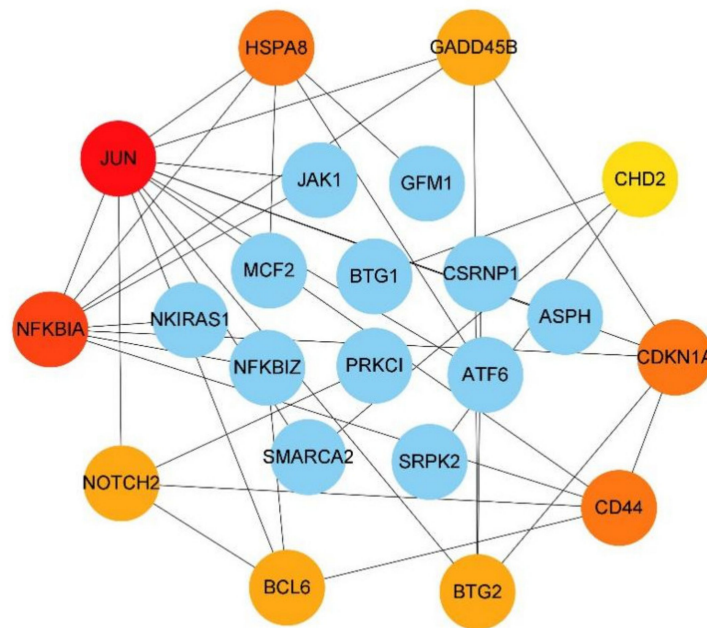 HSPA8
GADD45B
JUN
JAK1
GFM1
CHD2
MCF2
BTG1
CSRNP1
NFKBIA
NKIRAS1
ASPH
NFKBIZ
PRKCI
ATF6
CDKN1A
SMARCA2
SRPK2
NOTCH2
CD44
BCL6
BTG2